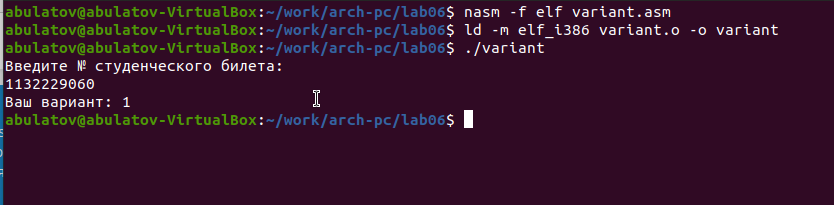 abulatov@abulatov-VirtualBox:~/work/arch-pc/lab06$ nasm -f elf variant.asm
abulatov@abulatov-VirtualBox:~/work/arch-pc/lab06$ ld -m elf_i386 variant.o -o variant
abulatov@abulatov-VirtualBox:~/work/arch-pc/lab06$ ./variant
Введите № студенческого билета:
1132229060
Ваш вариант: 1
abulatov@abulatov-VirtualBox:~/work/arch-pc/lab06$